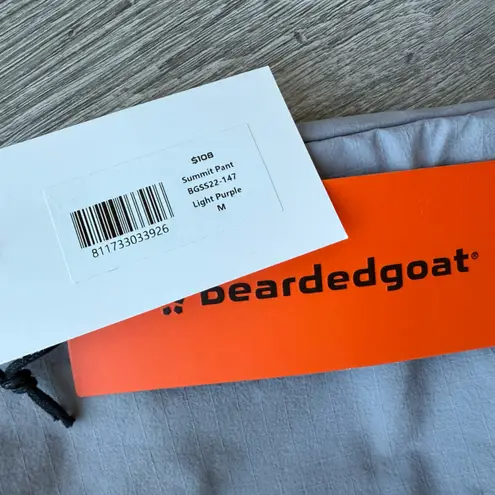 $108
Summit Pant
BGSS22-147
Light Purple
M
811733033926
beardedgoat®